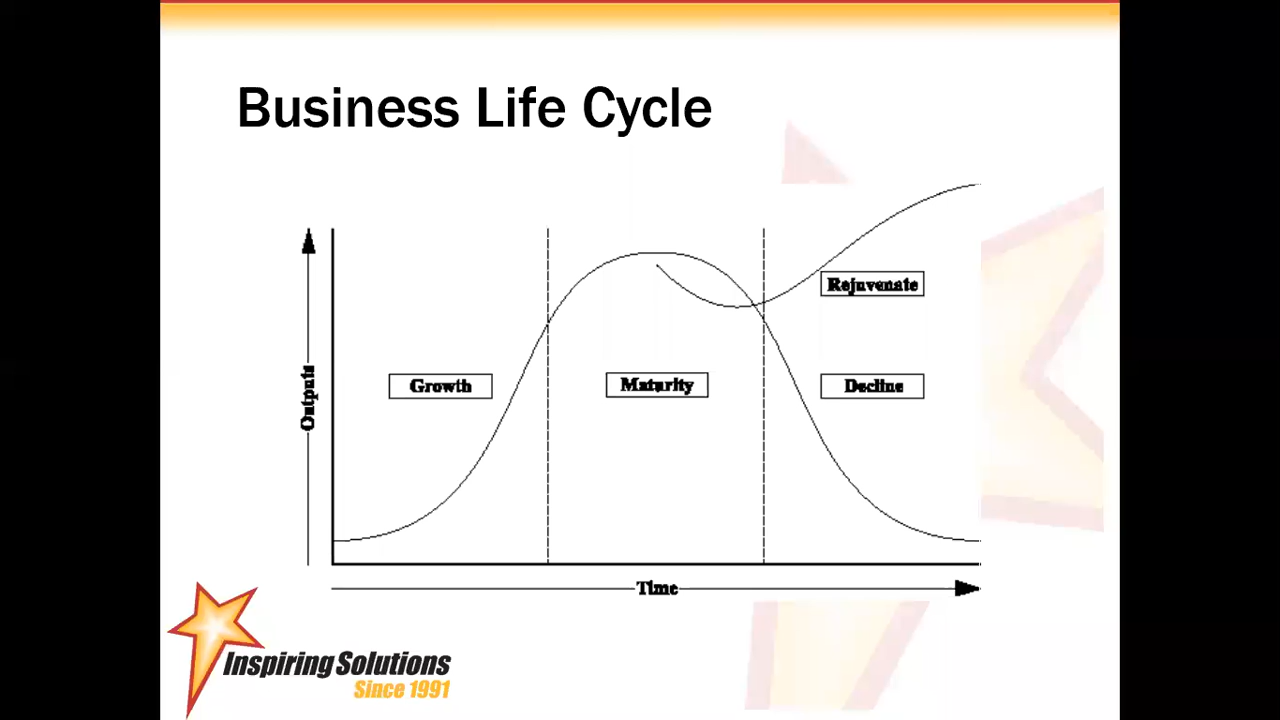 Business Life Cycle
Rejuvenate
Growth
Maturity
Decline
Outputs
Time
Inspiring Solutions
Since 1991